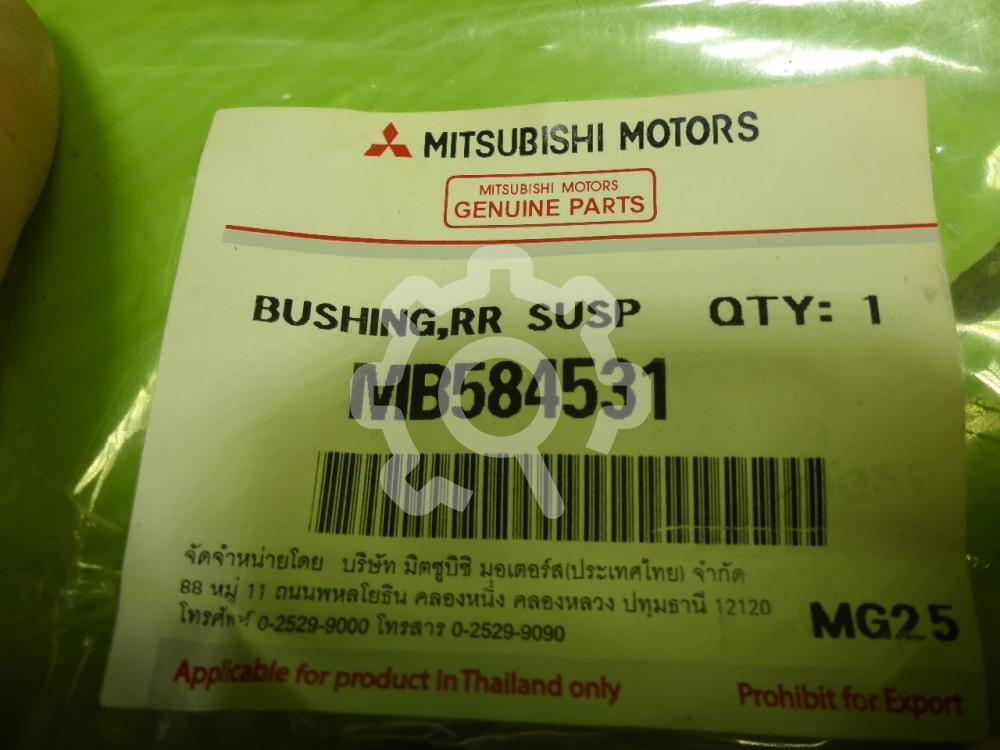 MITSUBISHI MOTORS
MITSUBISHI MOTORS
GENUINE PARTS
BUSHING,RR SUSP QTY: 1
MB584531
จัดจำหน่ายโดย บริษัท มิตซูบิชิ มอเตอร์ส(ประเทศไทย) จำกัด
88 หมู่ 11 ถนนพหลโยธิน คลองหนึ่ง คลองหลวง ปทุมธานี 12120
โทรศัพท์ 0-2529-9000 โทรสาร 0-2529-9090
MG25
Applicable for product in Thailand only
Prohibit for Export